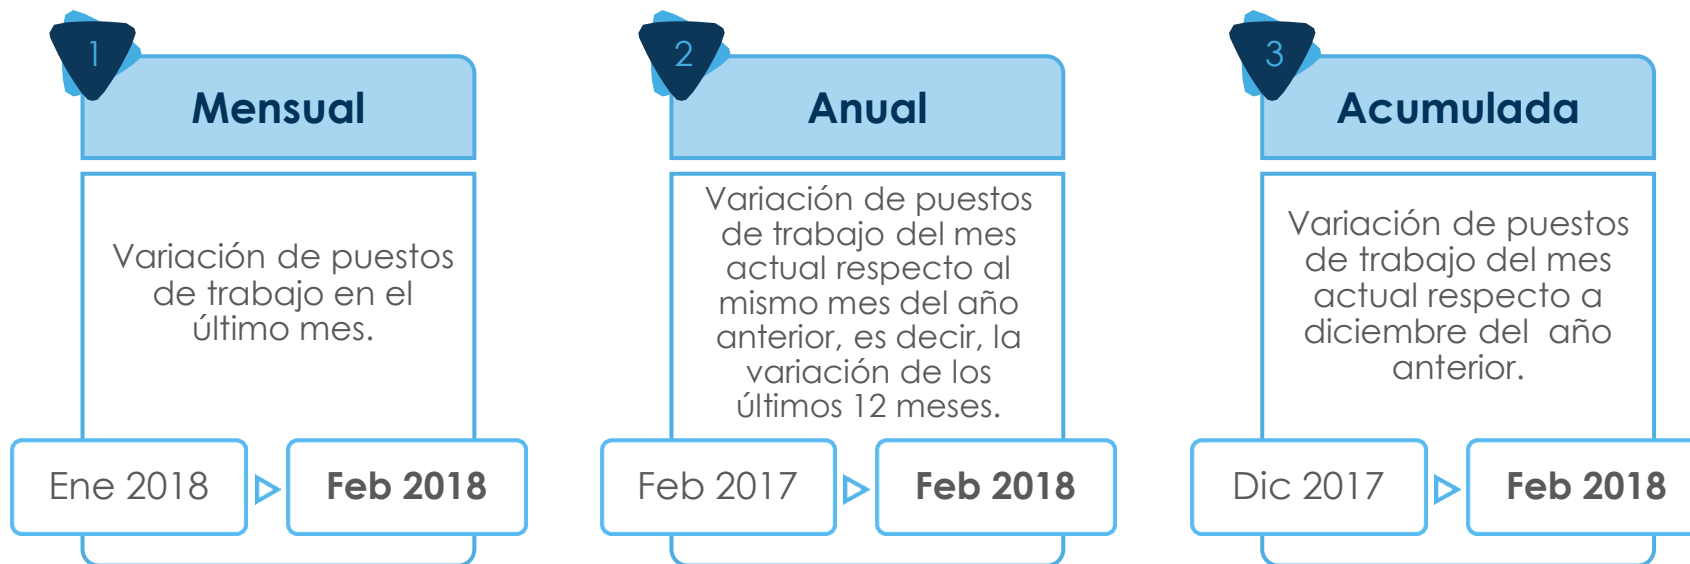 1
Mensual
Variación de puestos
de trabajo en el
último mes.
Ene 2018
Feb 2018
2
Anual
Variación de puestos
de trabajo del mes
actual respecto al
mismo mes del año
anterior, es decir, la
variación de los
últimos 12 meses.
Feb 2017
Feb 2018
3
Acumulada
Variación de puestos
de trabajo del mes
actual respecto a
diciembre del año
anterior.
Dic 2017
Feb 2018